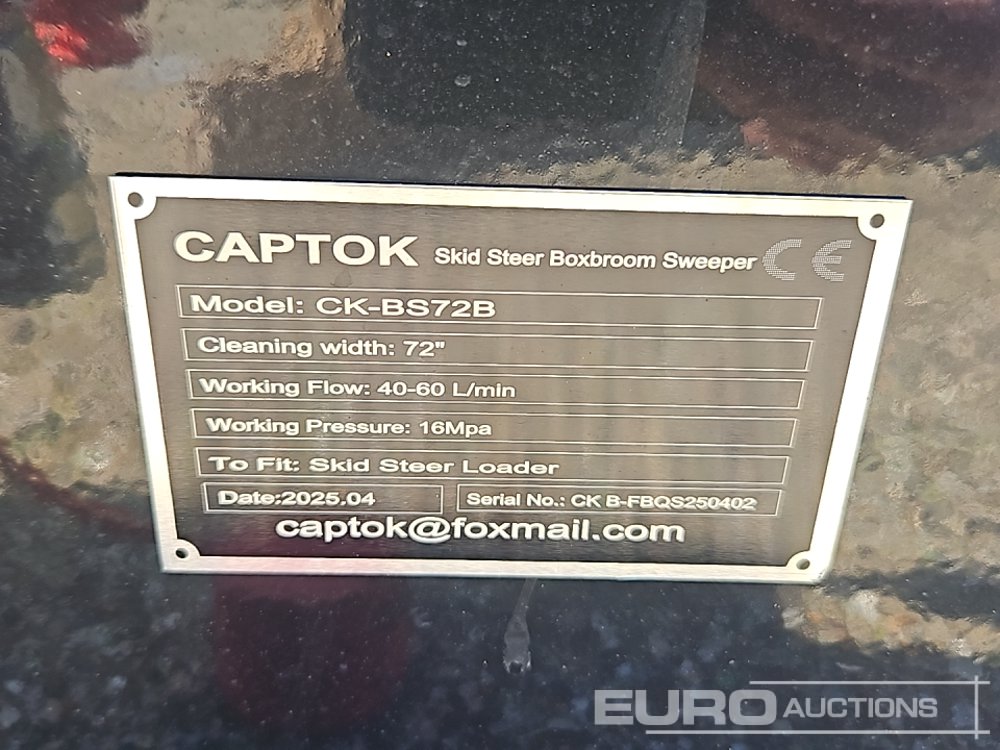 CAPTOK Skid Steer Boxbroom Sweeper CE
Model: CK-BS72B
Cleaning width: 72"
Working Flow: 40-60 L/min
Working Pressure: 16Mpa
To Fit: Skid Steer Loader
Date:2025.04 Serial No.: CK B-FBQS250402
captok@foxmail.com
EURO AUCTIONS